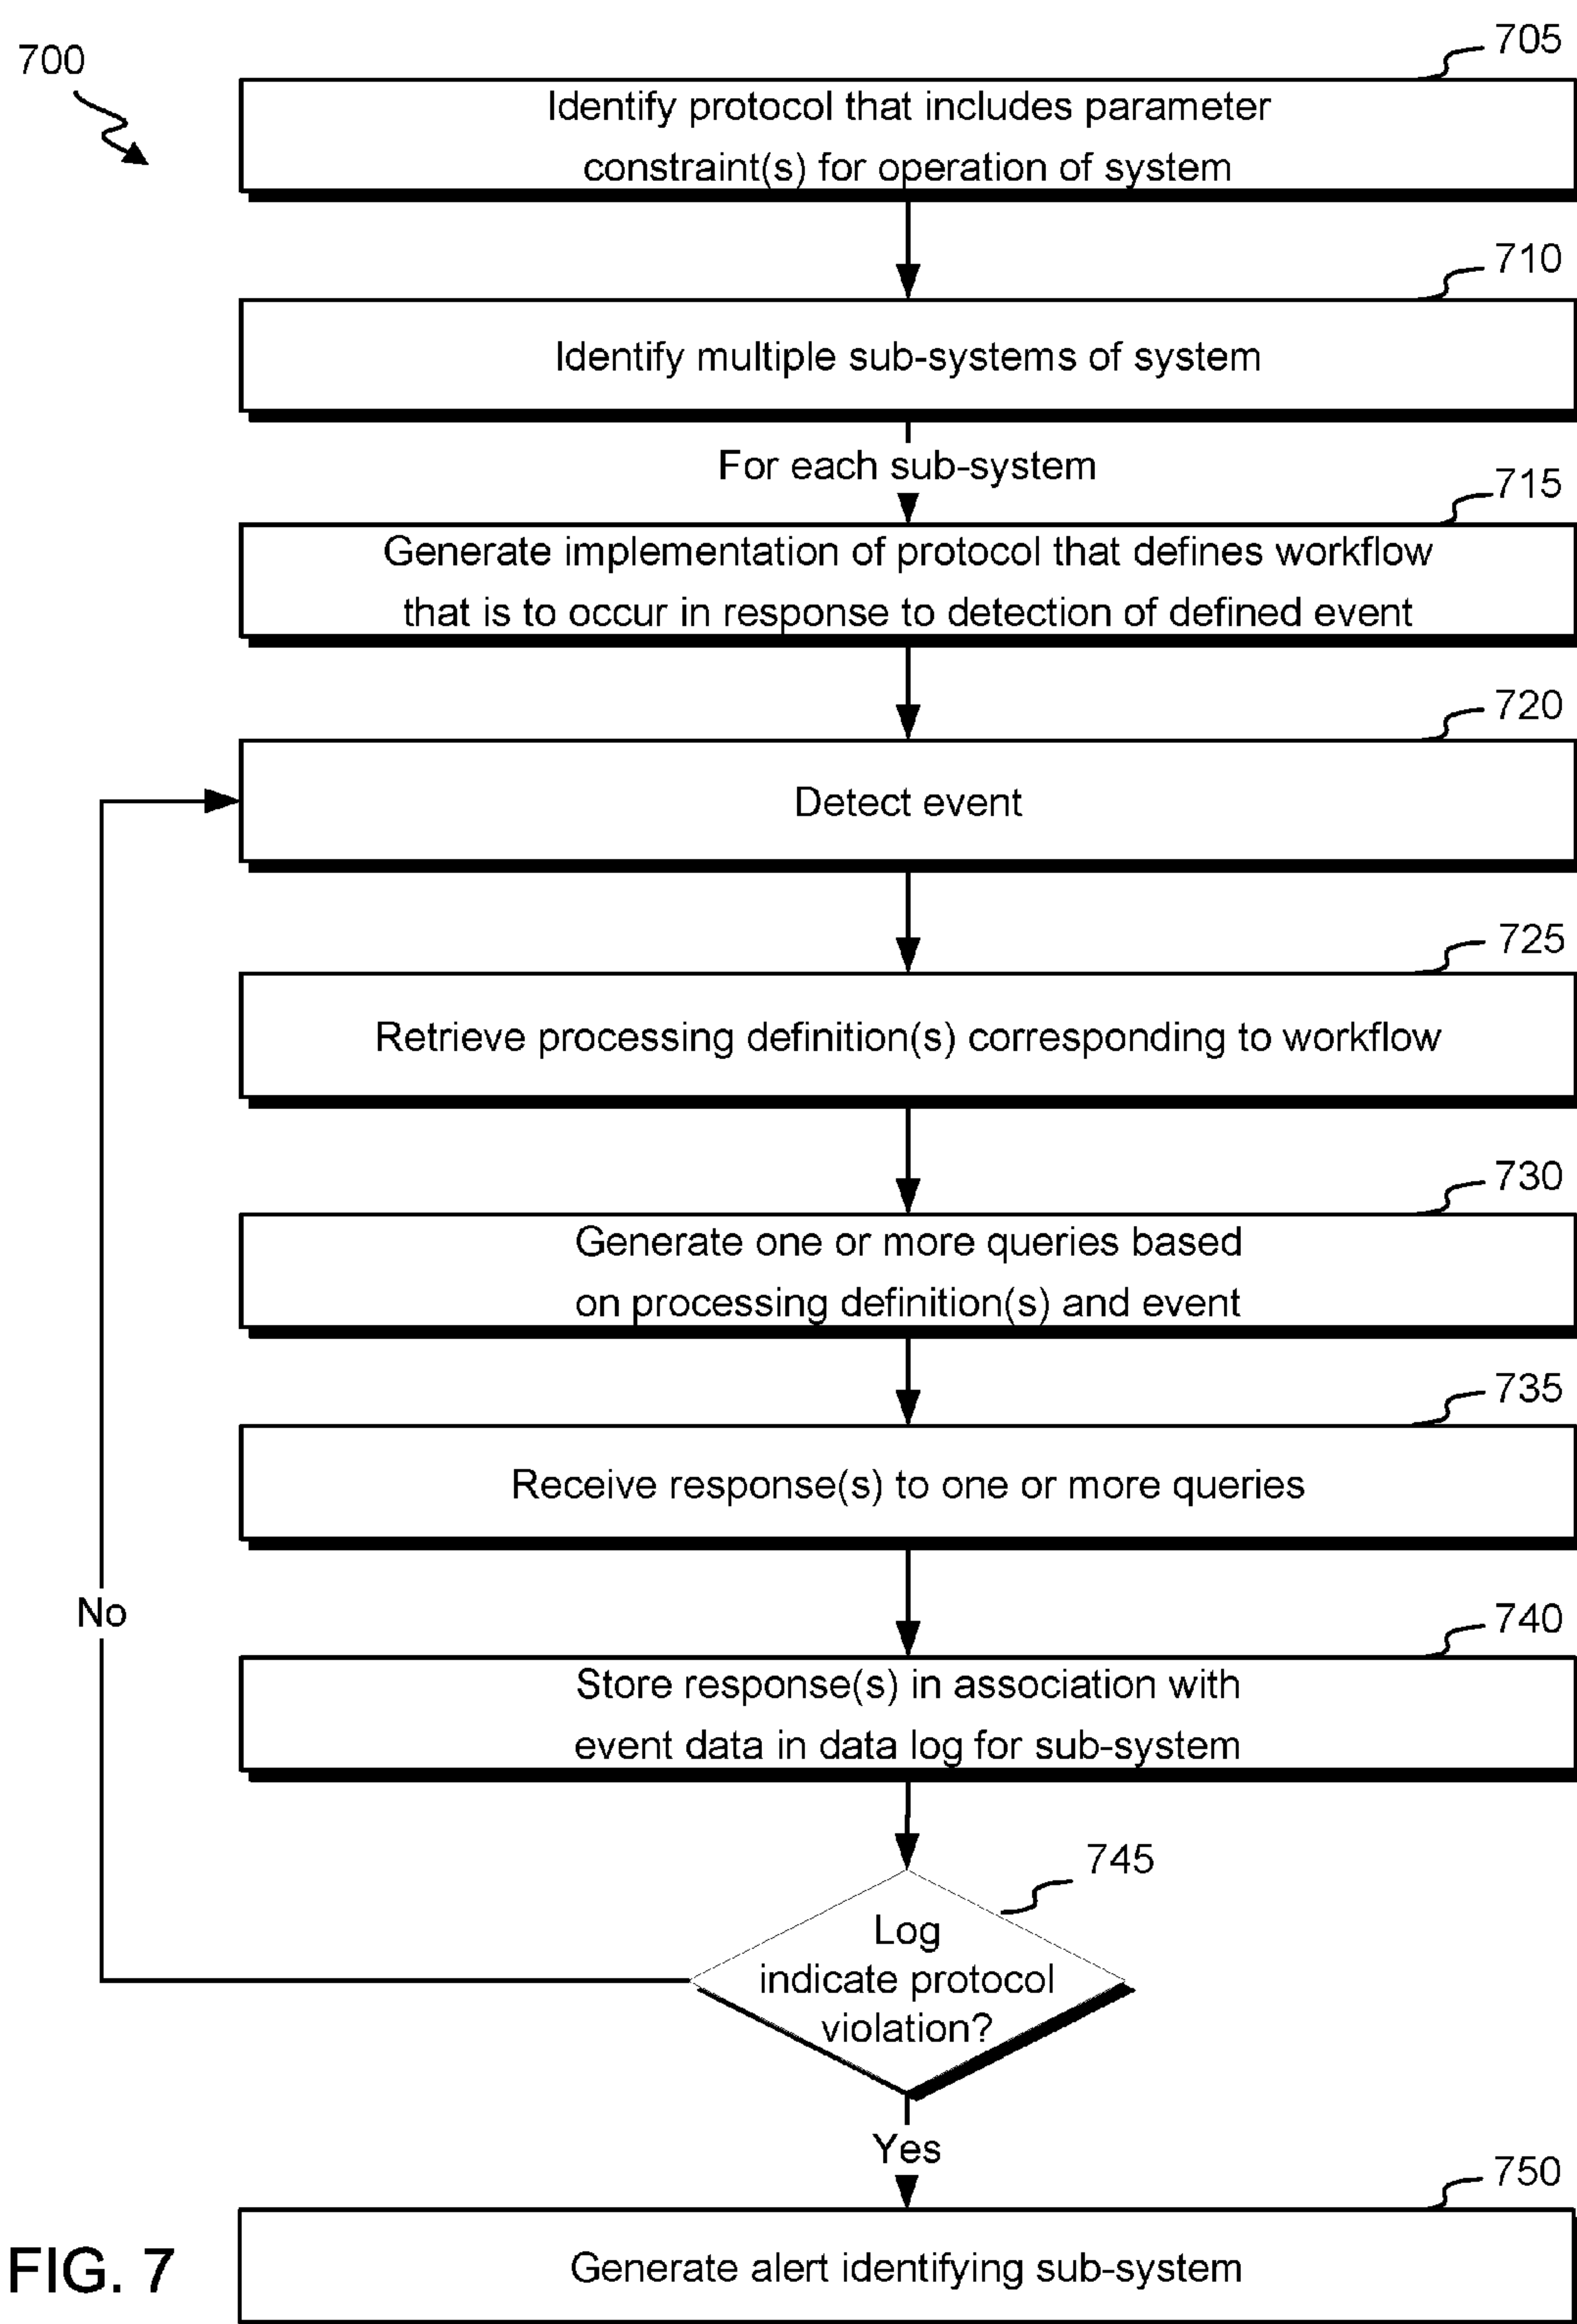 700
705
Identify protocol that includes parameter
constraint(s) for operation of system
710
Identify multiple sub-systems of system
For each sub-system
715
Generate implementation of protocol that defines workflow
that is to occur in response to detection of defined event
720
Detect event
725
Retrieve processing definition(s) corresponding to workflow
730
Generate one or more queries based
on processing definition(s) and event
735
Receive response(s) to one or more queries
No
740
Store response(s) in association with
event data in data log for sub-system
745
Log
indicate protocol
violation?
Yes
750
Generate alert identifying sub-system
FIG. 7